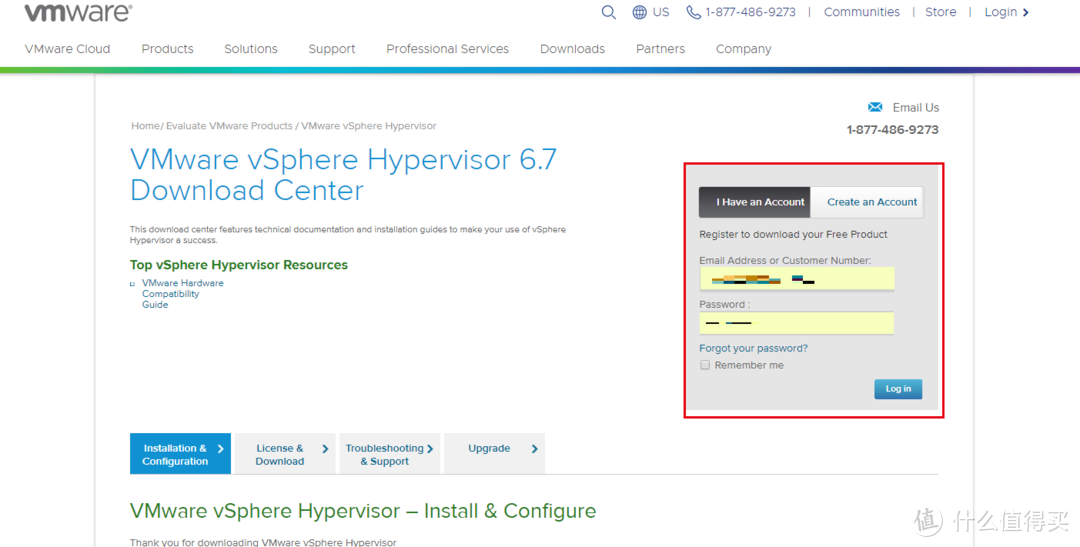 vmware®
US 1-877-486-9273 | Communities | Store | Login
VMware Cloud Products Solutions Support Professional Services Downloads Partners Company
Email Us
1-877-486-9273
Home / Evaluate VMware Products / VMware vSphere Hypervisor
VMware vSphere Hypervisor 6.7
Download Center
This download center features technical documentation and installation guides to make your use of vSphere
Hypervisor a success.
Top vSphere Hypervisor Resources
VMware Hardware
Compatibility
Guide
I Have an Account Create an Account
Register to download your Free Product
Email Address or Customer Number:
Password :
Forgot your password?
Remember me
Log in
Installation &
Configuration
License &
Download
Troubleshooting
& Support
Upgrade
VMware vSphere Hypervisor – Install & Configure
Thank you for downloading VMware vSphere Hypervisor
值 什么值得买